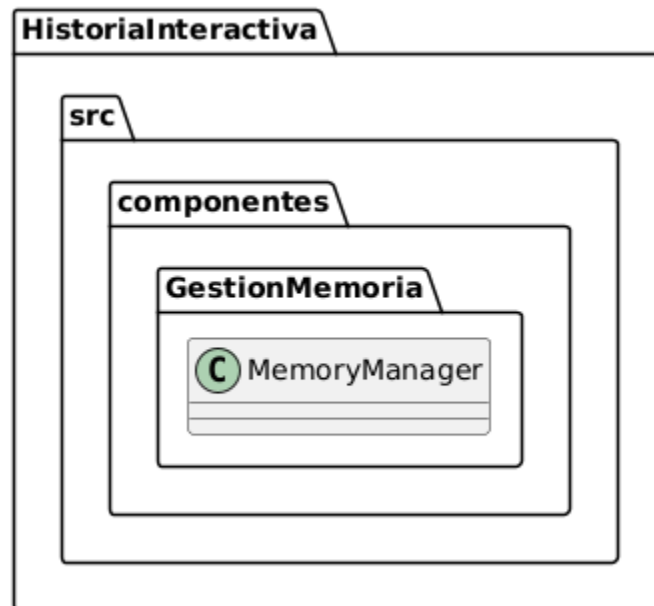 HistoriaInteractiva
src
componentes
GestionMemoria
C MemoryManager